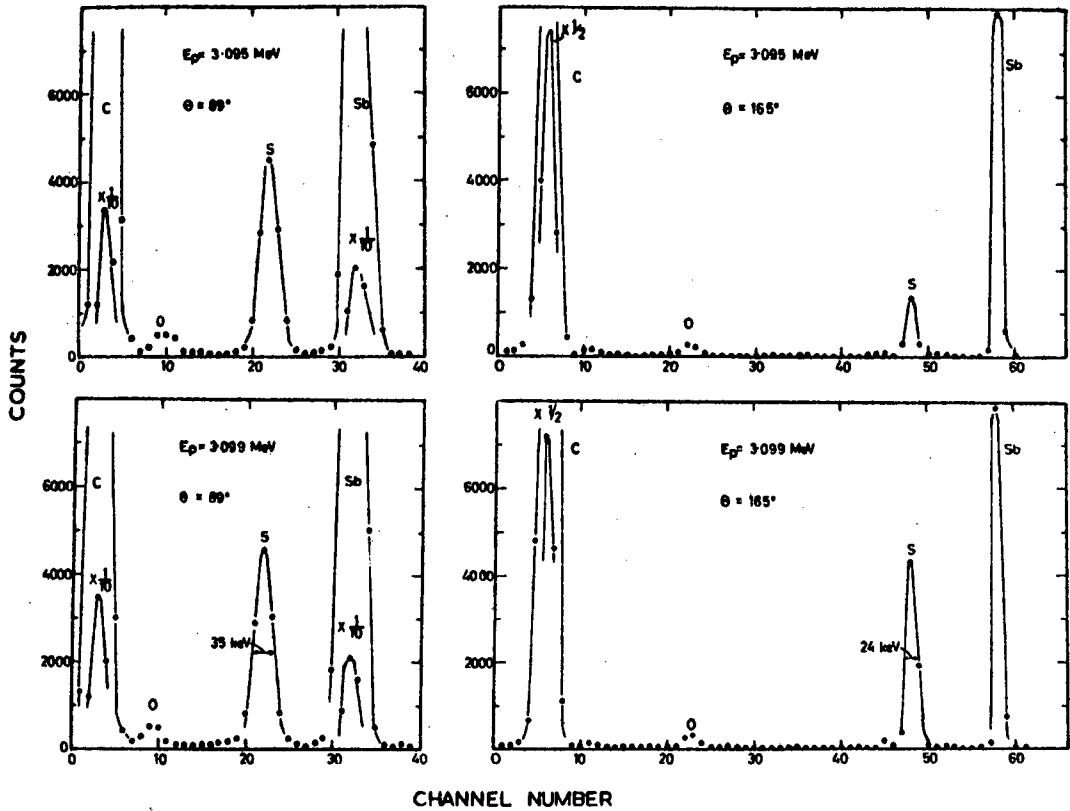 COUNTS
6000
4000
2000
0
C
Ep= 3·095 MeV
θ = 89°
Sb
S
X 1/10
X 1/10
O
0 10 20 30 40
6000
4000
2000
0
X 1/2
C
Ep= 3·095 MeV
θ = 165°
Sb
S
O
0 10 20 30 40 50 60
6000
4000
2000
0
C
Ep= 3·099 MeV
θ = 89°
Sb
S
X 1/10
X 1/10
35 keV
O
0 10 20 30 40
6000
4000
2000
0
X 1/2
C
Ep= 3·099 MeV
θ = 165°
Sb
S
24 keV
O
0 10 20 30 40 50 60
CHANNEL NUMBER